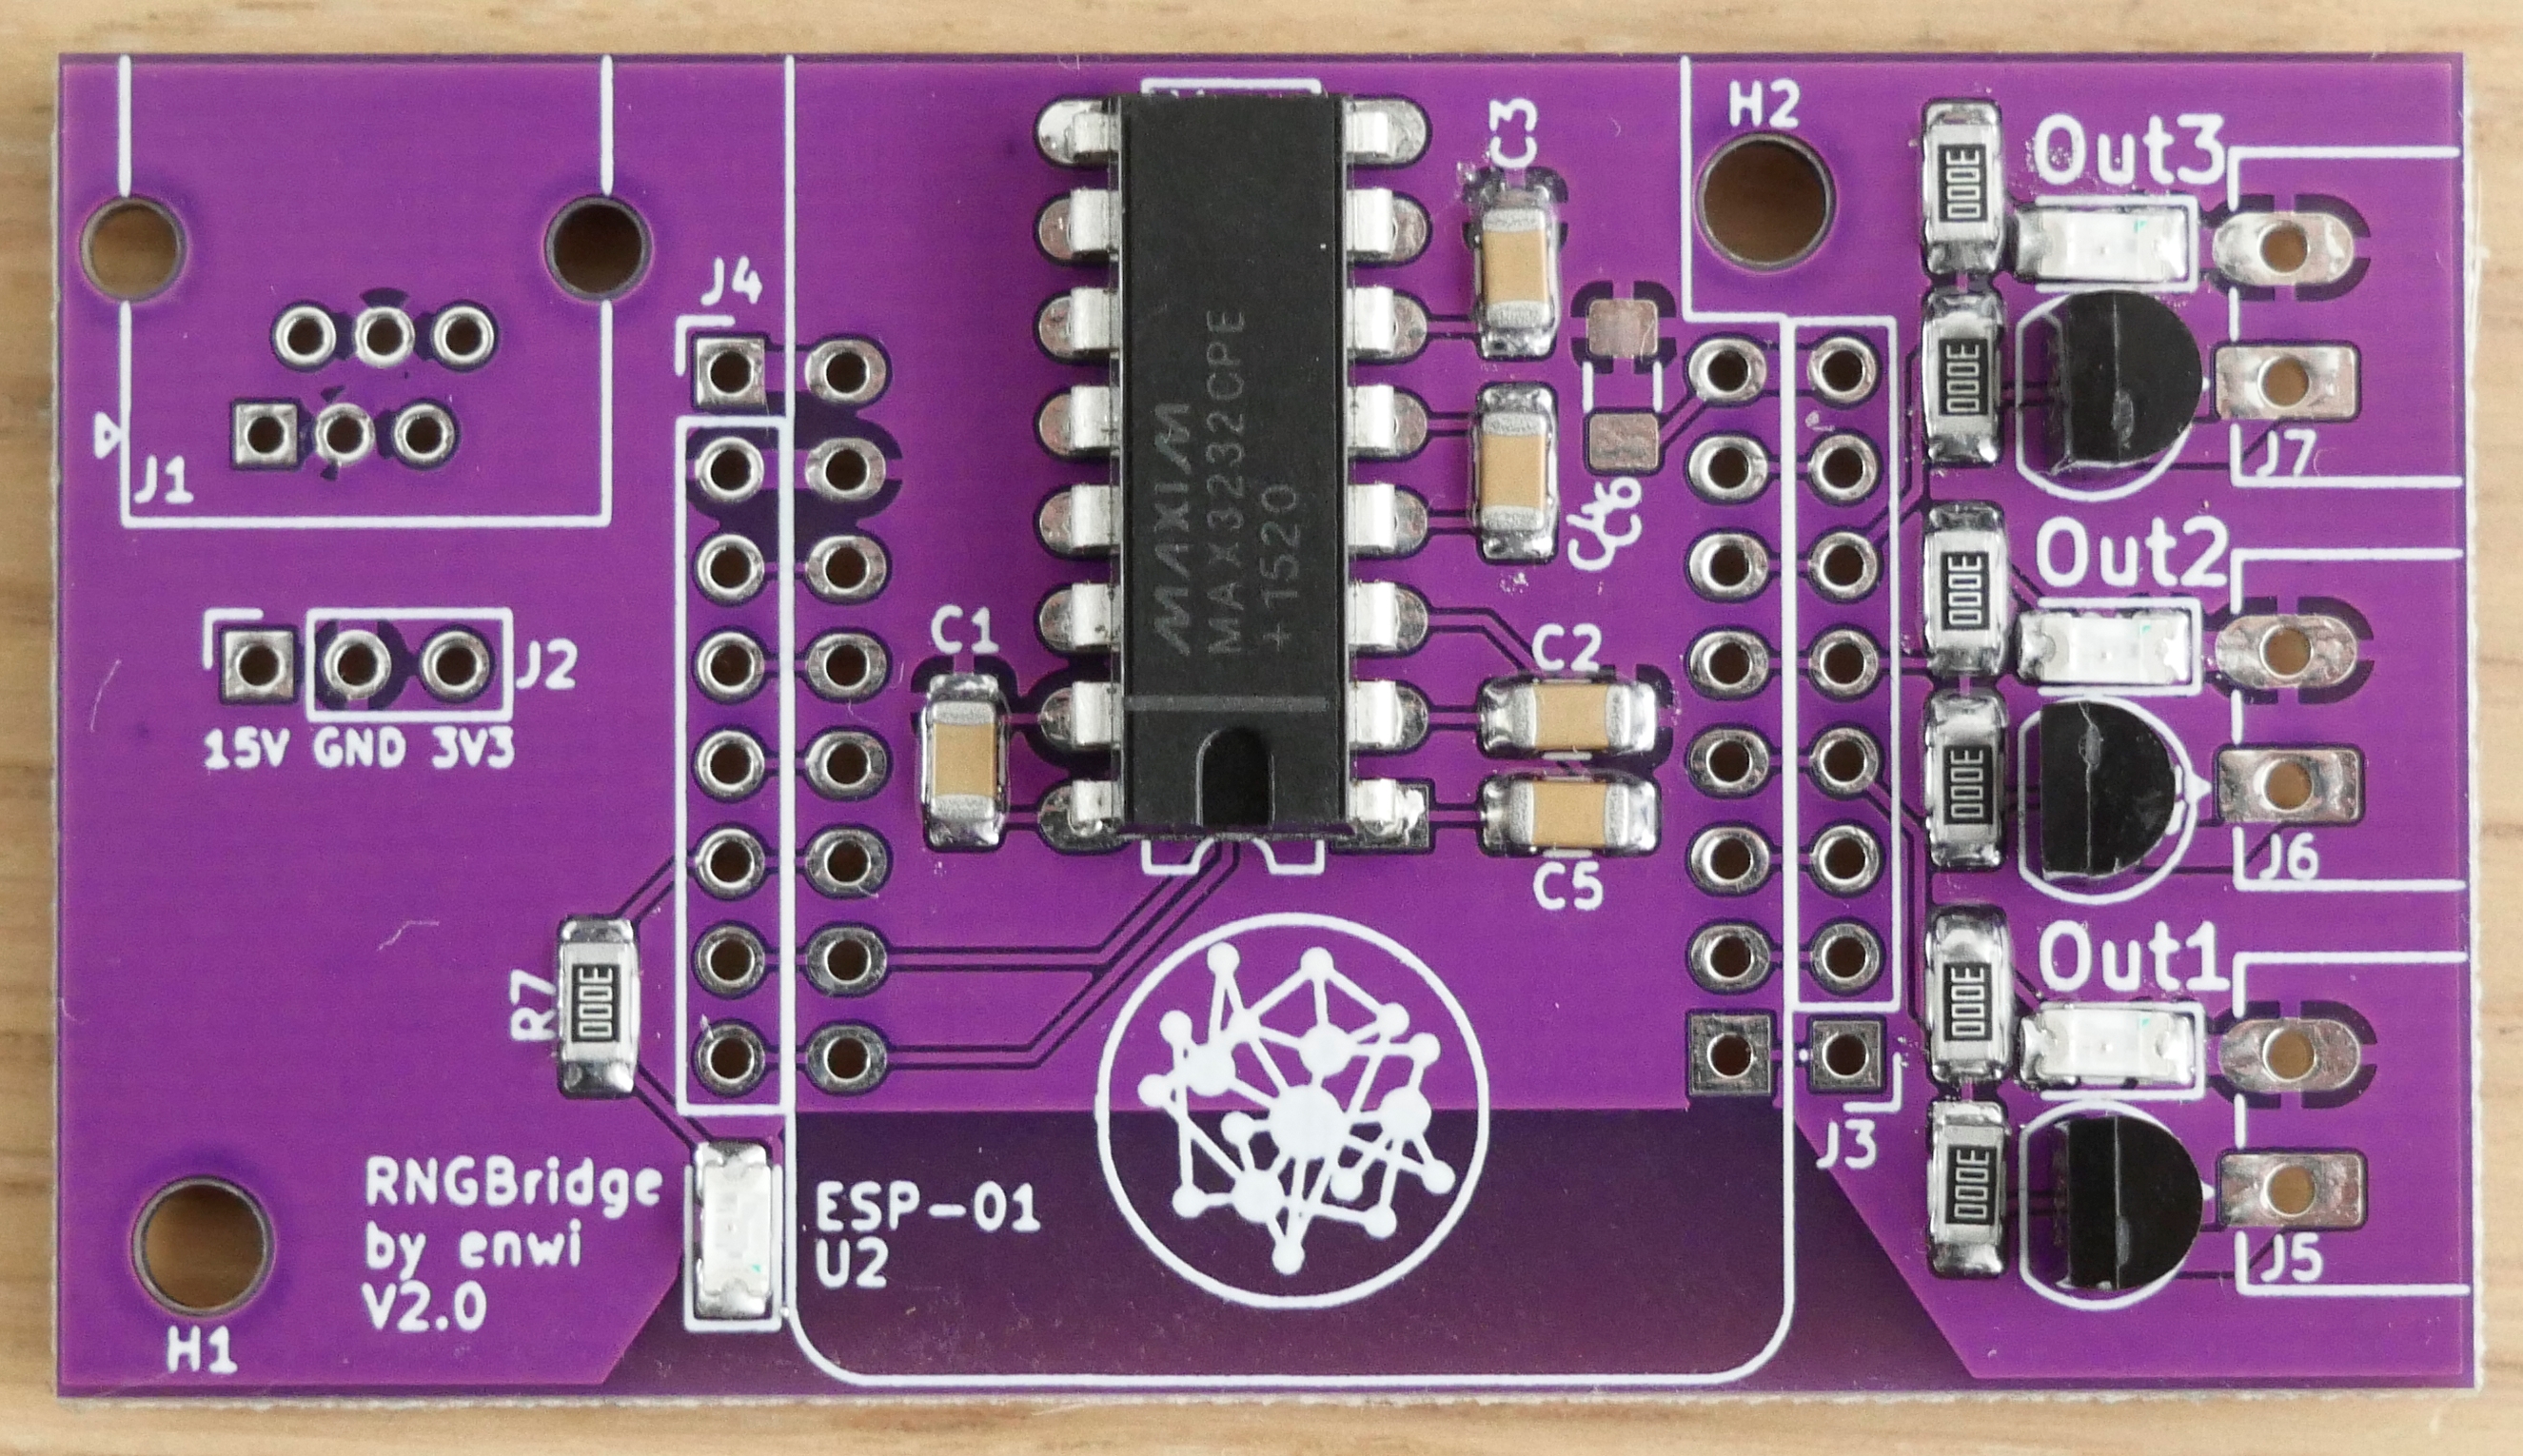 H2
C3
Out3
J4
J7
J1
C4
C6
MAXIM
MAX3232CPE
+1520
Out2
C1
C2
J2
15V GND 3V3
J6
C5
Out1
R7
J3
RNGBridge
by enwi
V2.0
ESP-01
U2
J5
H1